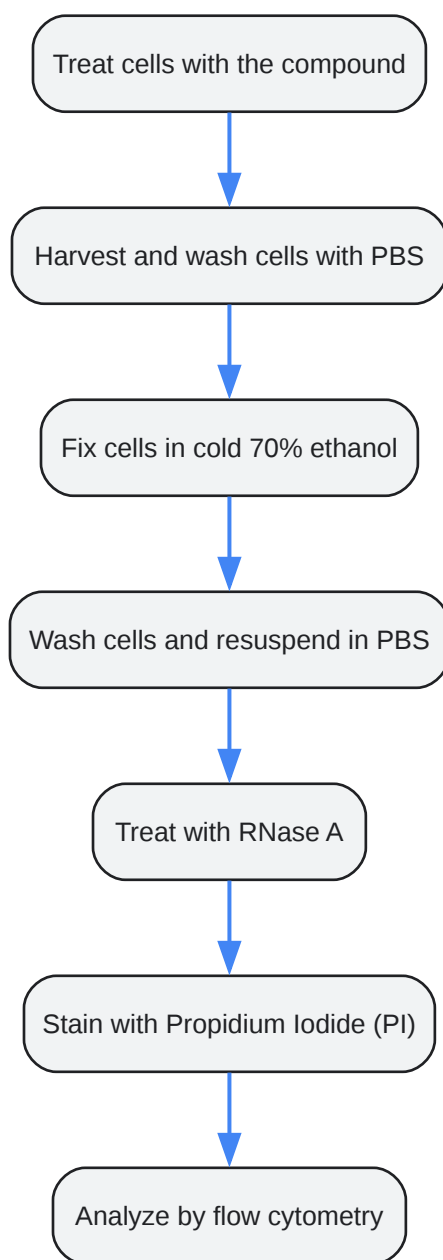 Treat cells with the compound
Harvest and wash cells with PBS
Fix cells in cold 70% ethanol
Wash cells and resuspend in PBS
Treat with RNase A
Stain with Propidium Iodide (PI)
Analyze by flow cytometry